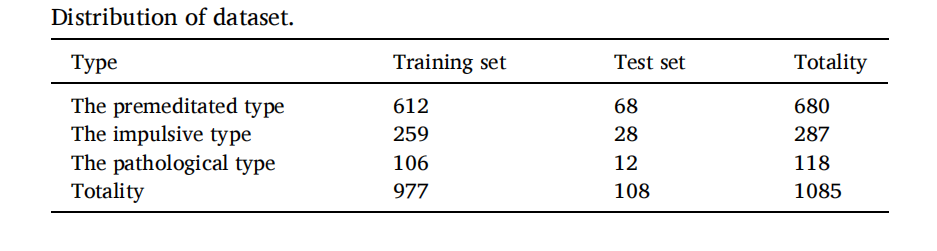 Distribution of dataset.
Type Training set Test set Totality
The premeditated type 612 68 680
The impulsive type 259 28 287
The pathological type 106 12 118
Totality 977 108 1085